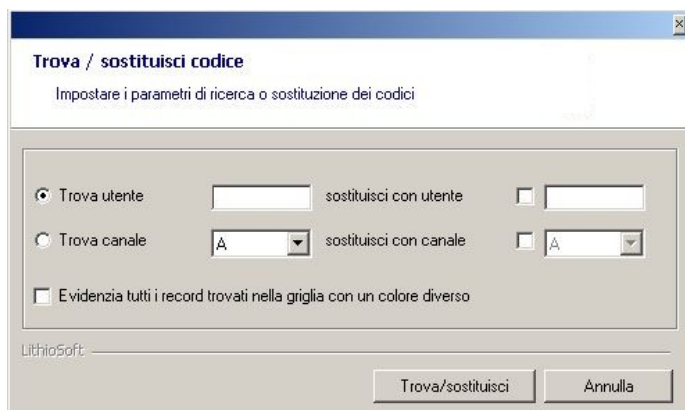 Trova / sostituisci codice
Impostare i parametri di ricerca o sostituzione dei codici
Trova utente sostituisci con utente
Trova canale A sostituisci con canale A
Evidenzia tutti i record trovati nella griglia con un colore diverso
LithioSoft
Trova/sostituisci Annulla